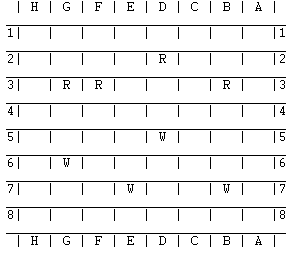 | H | G | F | E | D | C | B | A |
1| | | | | | | | |1
2| | | | | R | | | |2
3| | R | R | | | | R | |3
4| | | | | | | | |4
5| | | | | W | | | |5
6| | W | | | | | | |6
7| | | | W | | | W | |7
8| | | | | | | | |8
| H | G | F | E | D | C | B | A |